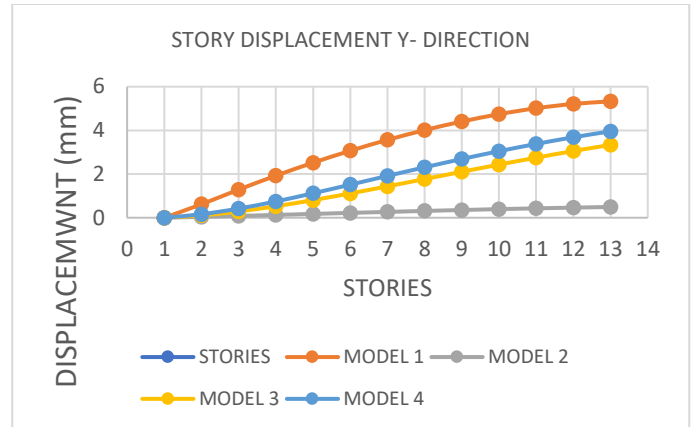 STORY DISPLACEMENT Y- DIRECTION
DISPLACEMWNT (mm)
6
4
2
0
0 1 2 3 4 5 6 7 8 9 10 11 12 13 14
STORIES
STORIES MODEL 1 MODEL 2
MODEL 3 MODEL 4